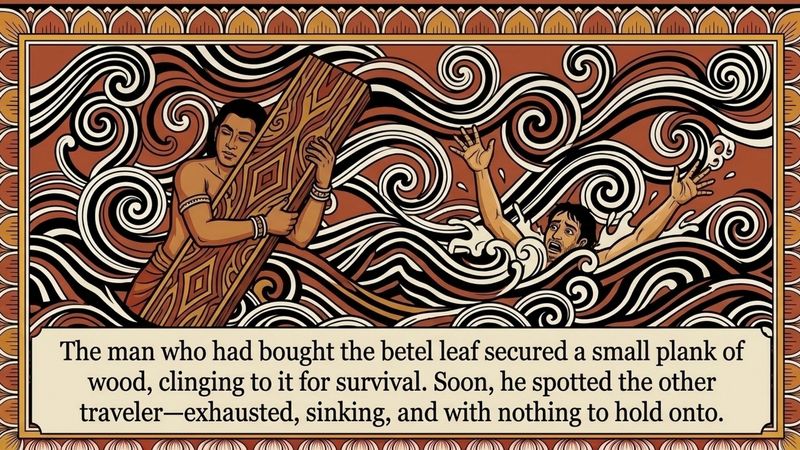 The man who had bought the betel leaf secured a small plank of
wood, clinging to it for survival. Soon, he spotted the other
traveler—exhausted, sinking, and with nothing to hold onto.